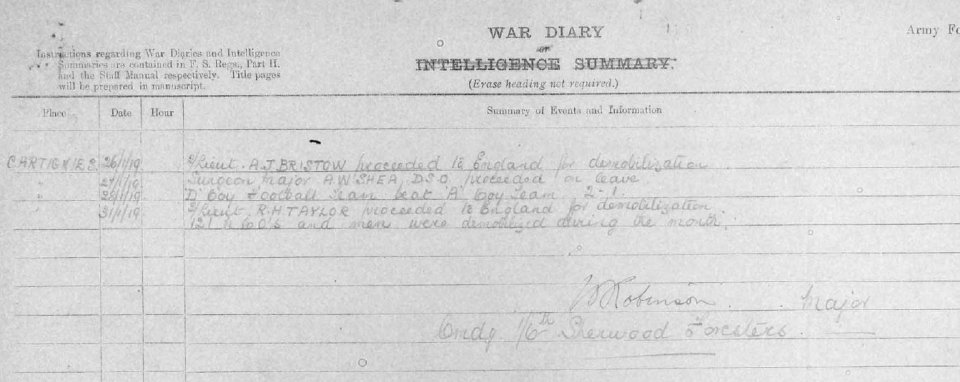 WAR DIARY
or
INTELLIGENCE SUMMARY.
(Erase heading not required.)
Army Fo
Instructions regarding War Diaries and Intelligence
Summaries are contained in F. S. Regs., Part II.
and the Staff Manual respectively. Title pages
will be prepared in manuscript.
Place Date Hour Summary of Events and Information
CARTIGNIES 26/1/19 2/Lieut. A.J BRISTOW proceeded to England for demobilization
" 27/1/19 Surgeon Major A W SHEA D.S.O. proceeded on leave
" 29/1/19 D Coy Football Team beat 'A' Coy Team 2-1.
" 31/1/19 2/Lieut. R.H. TAYLOR proceeded to England for demobilization
121 N.C.O's and men were demobilized during the month.
Robinson Major
Cmdg 1/6th Sherwood Foresters.